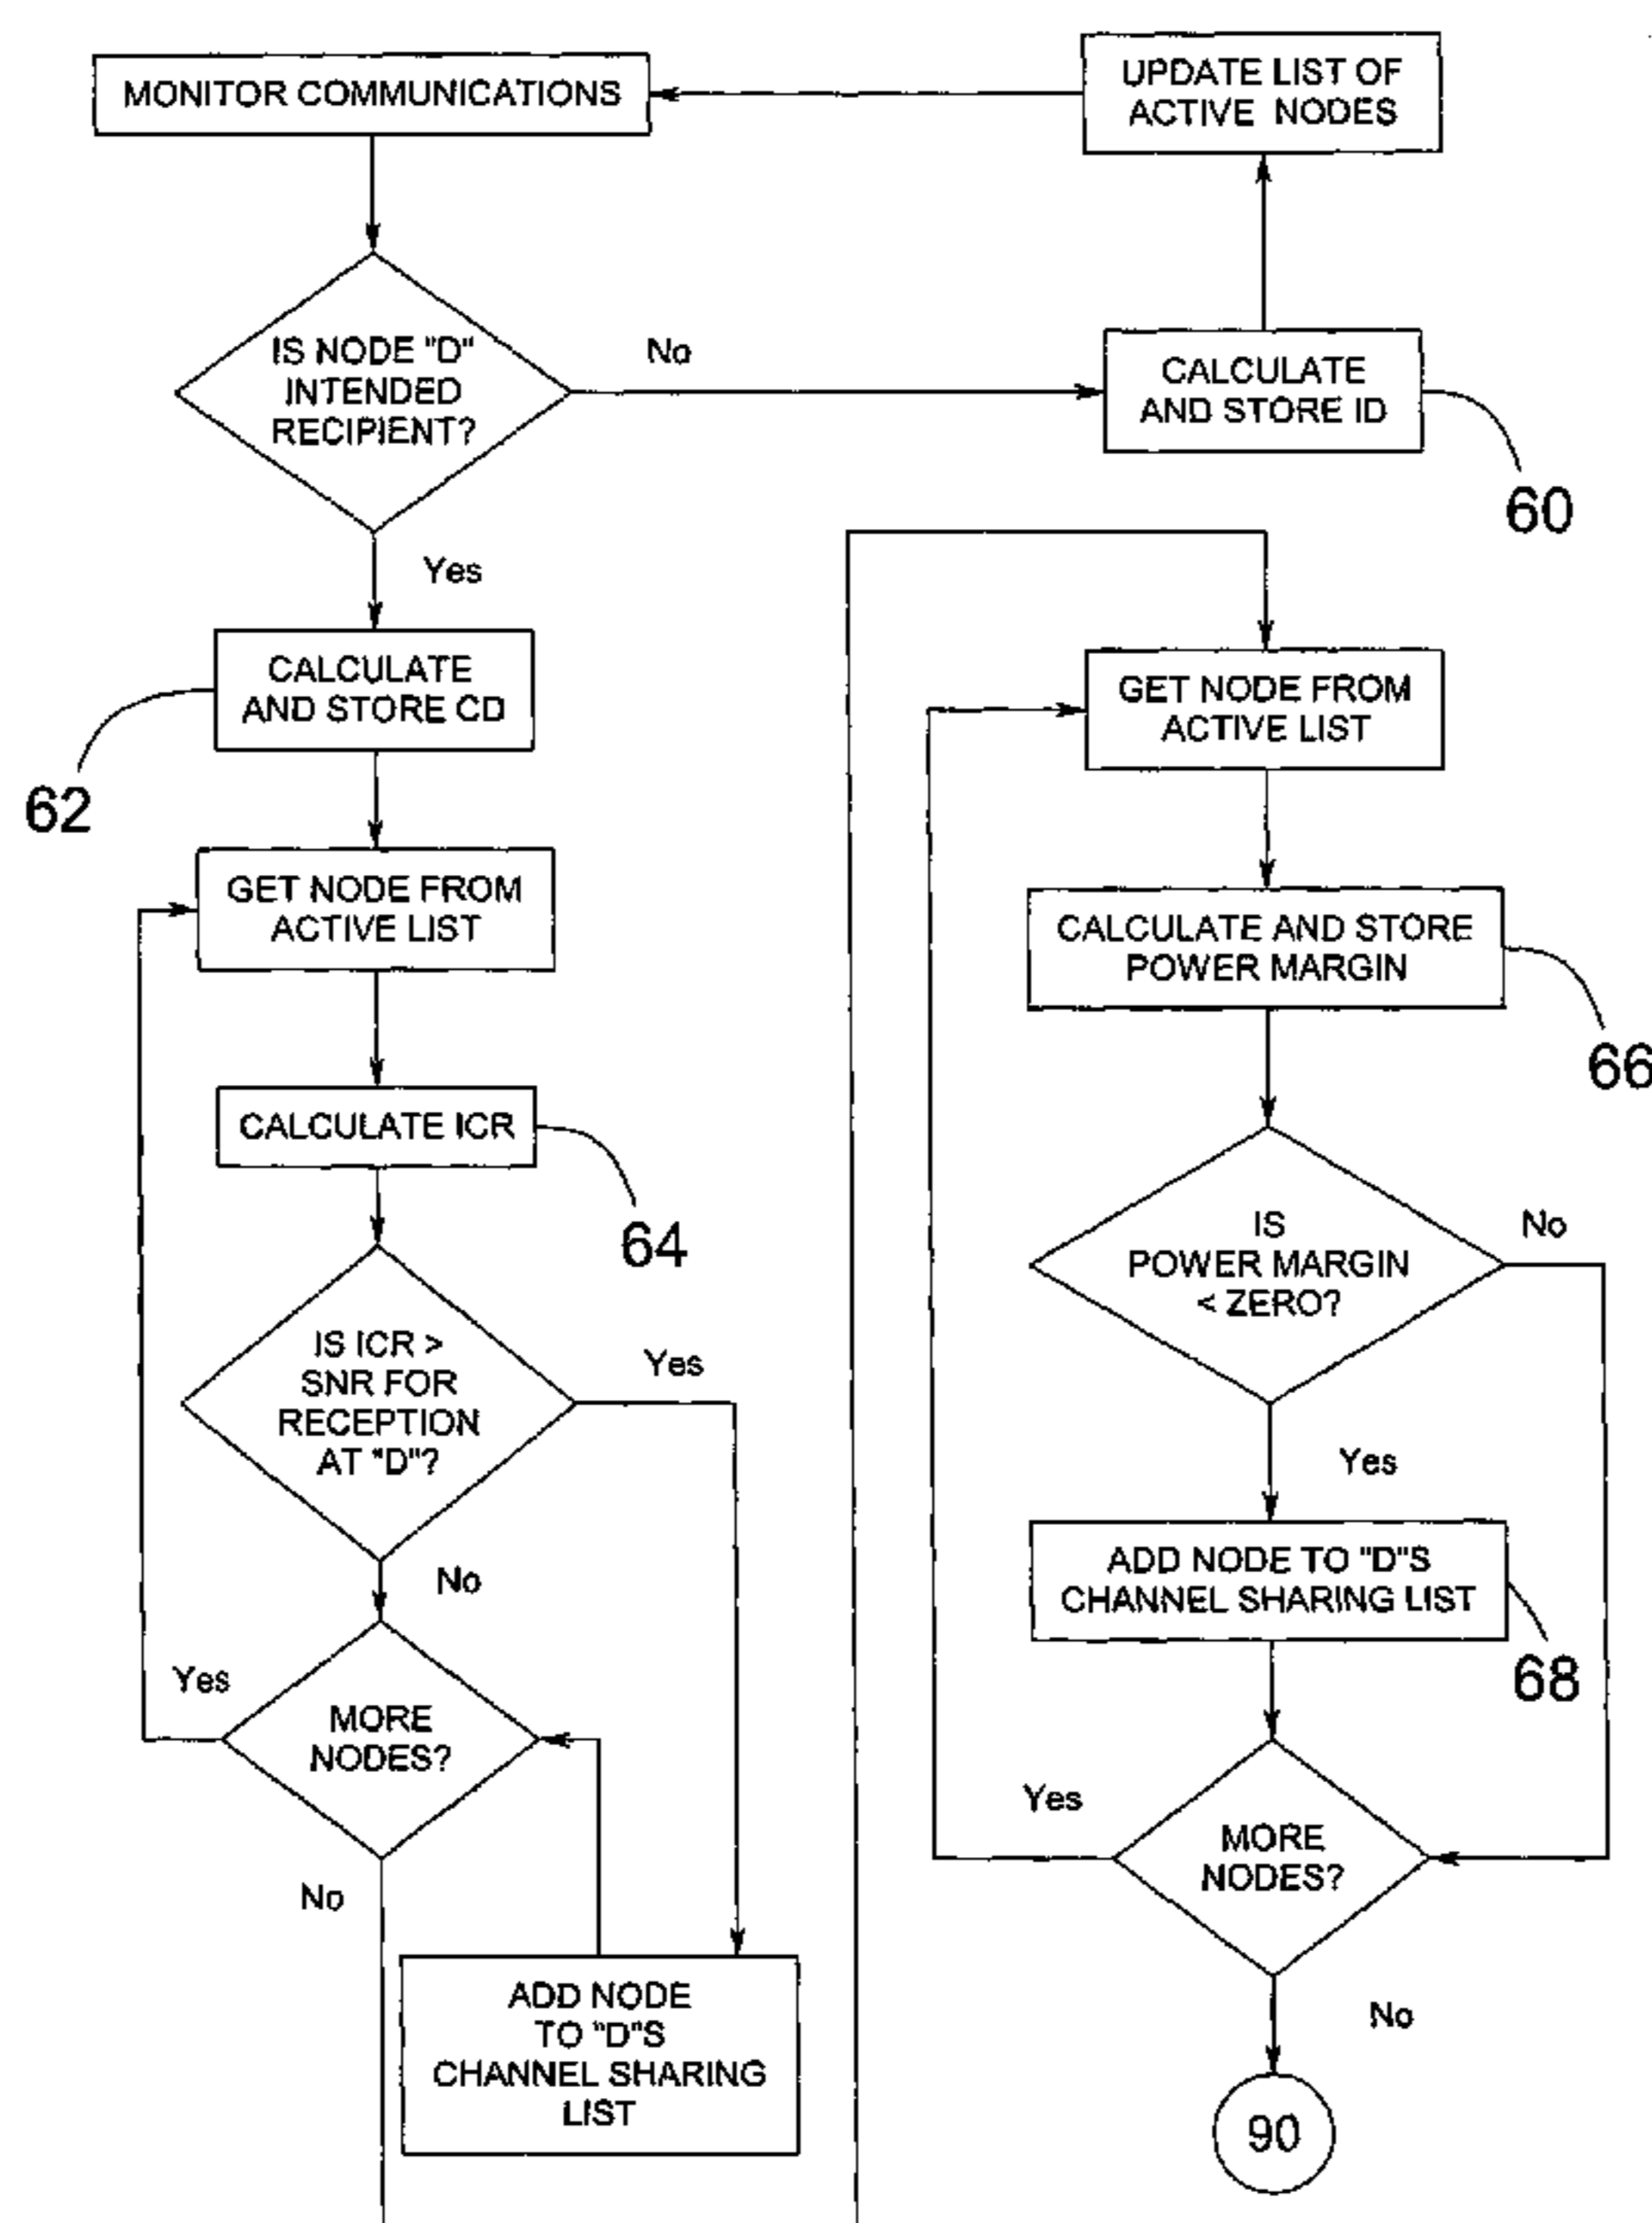 MONITOR COMMUNICATIONS
UPDATE LIST OF
ACTIVE NODES
IS NODE "D"
INTENDED
RECIPIENT?
No
CALCULATE
AND STORE ID
60
Yes
CALCULATE
AND STORE CD
62
GET NODE FROM
ACTIVE LIST
CALCULATE ICR
64
IS ICR >
SNR FOR
RECEPTION
AT "D"?
Yes
No
MORE
NODES?
Yes
No
ADD NODE
TO "D"S
CHANNEL SHARING
LIST
GET NODE FROM
ACTIVE LIST
CALCULATE AND STORE
POWER MARGIN
66
IS
POWER MARGIN
< ZERO?
No
Yes
ADD NODE TO "D"S
CHANNEL SHARING LIST
68
MORE
NODES?
Yes
No
90